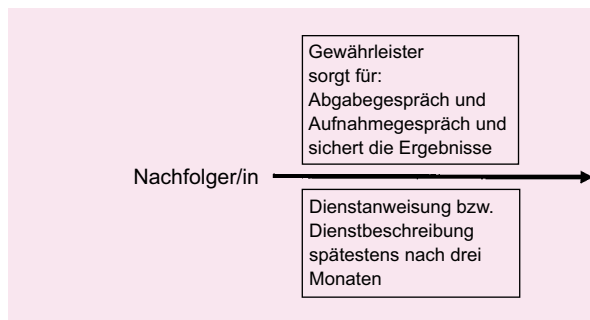 Gewährleister
sorgt für:
Abgabegespräch und
Aufnahmegespräch und
sichert die Ergebnisse
Nachfolger/in
Dienstanweisung bzw.
Dienstbeschreibung
spätestens nach drei
Monaten